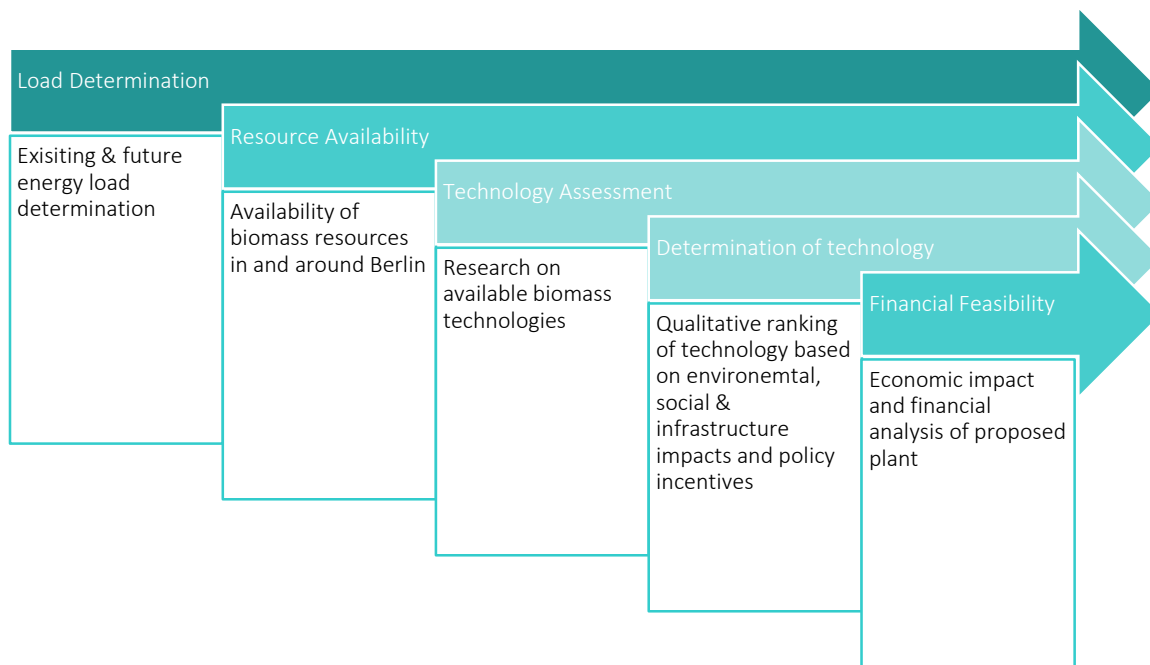 Load Determination
Exisiting & future
energy load
determination
Resource Availability
Availability of
biomass resources
in and around Berlin
Technology Assessment
Research on
available biomass
technologies
Determination of technology
Qualitative ranking
of technology based
on environemtal,
social &
infrastructure
impacts and policy
incentives
Financial Feasibility
Economic impact
and financial
analysis of proposed
plant